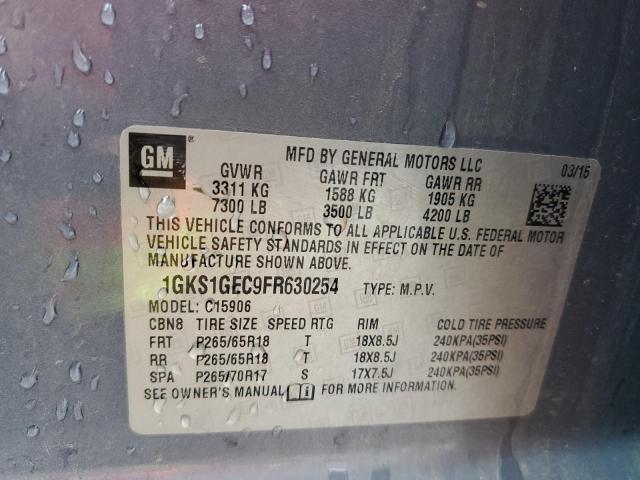 GM ®
MFD BY GENERAL MOTORS LLC
03/15
GVWR GAWR FRT GAWR RR
3311 KG 1588 KG 1905 KG
7300 LB 3500 LB 4200 LB
THIS VEHICLE CONFORMS TO ALL APPLICABLE U.S. FEDERAL MOTOR
VEHICLE SAFETY STANDARDS IN EFFECT ON THE DATE OF
MANUFACTURE SHOWN ABOVE.
1GKS1GEC9FR630254 TYPE: M.P.V.
MODEL: C15906
CBN8 TIRE SIZE SPEED RTG RIM COLD TIRE PRESSURE
FRT P265/65R18 T 18X8.5J 240KPA(35PSI)
RR P265/65R18 T 18X8.5J 240KPA(35PSI)
SPA P265/70R17 S 17X7.5J 240KPA(35PSI)
SEE OWNER'S MANUAL FOR MORE INFORMATION.